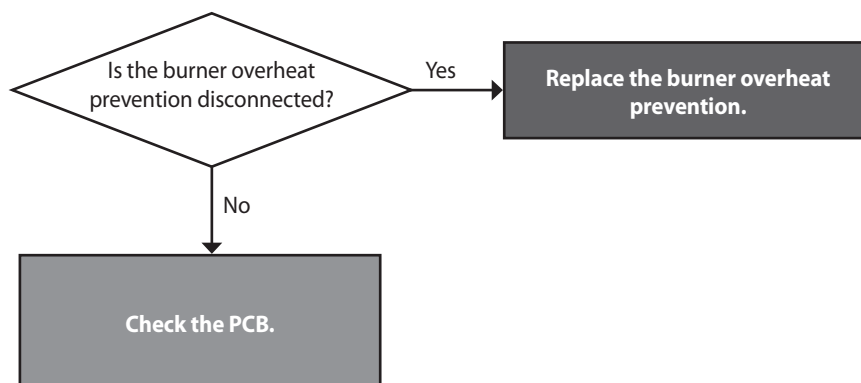 Is the burner overheat
prevention disconnected?
Yes
Replace the burner overheat
prevention.
No
Check the PCB.